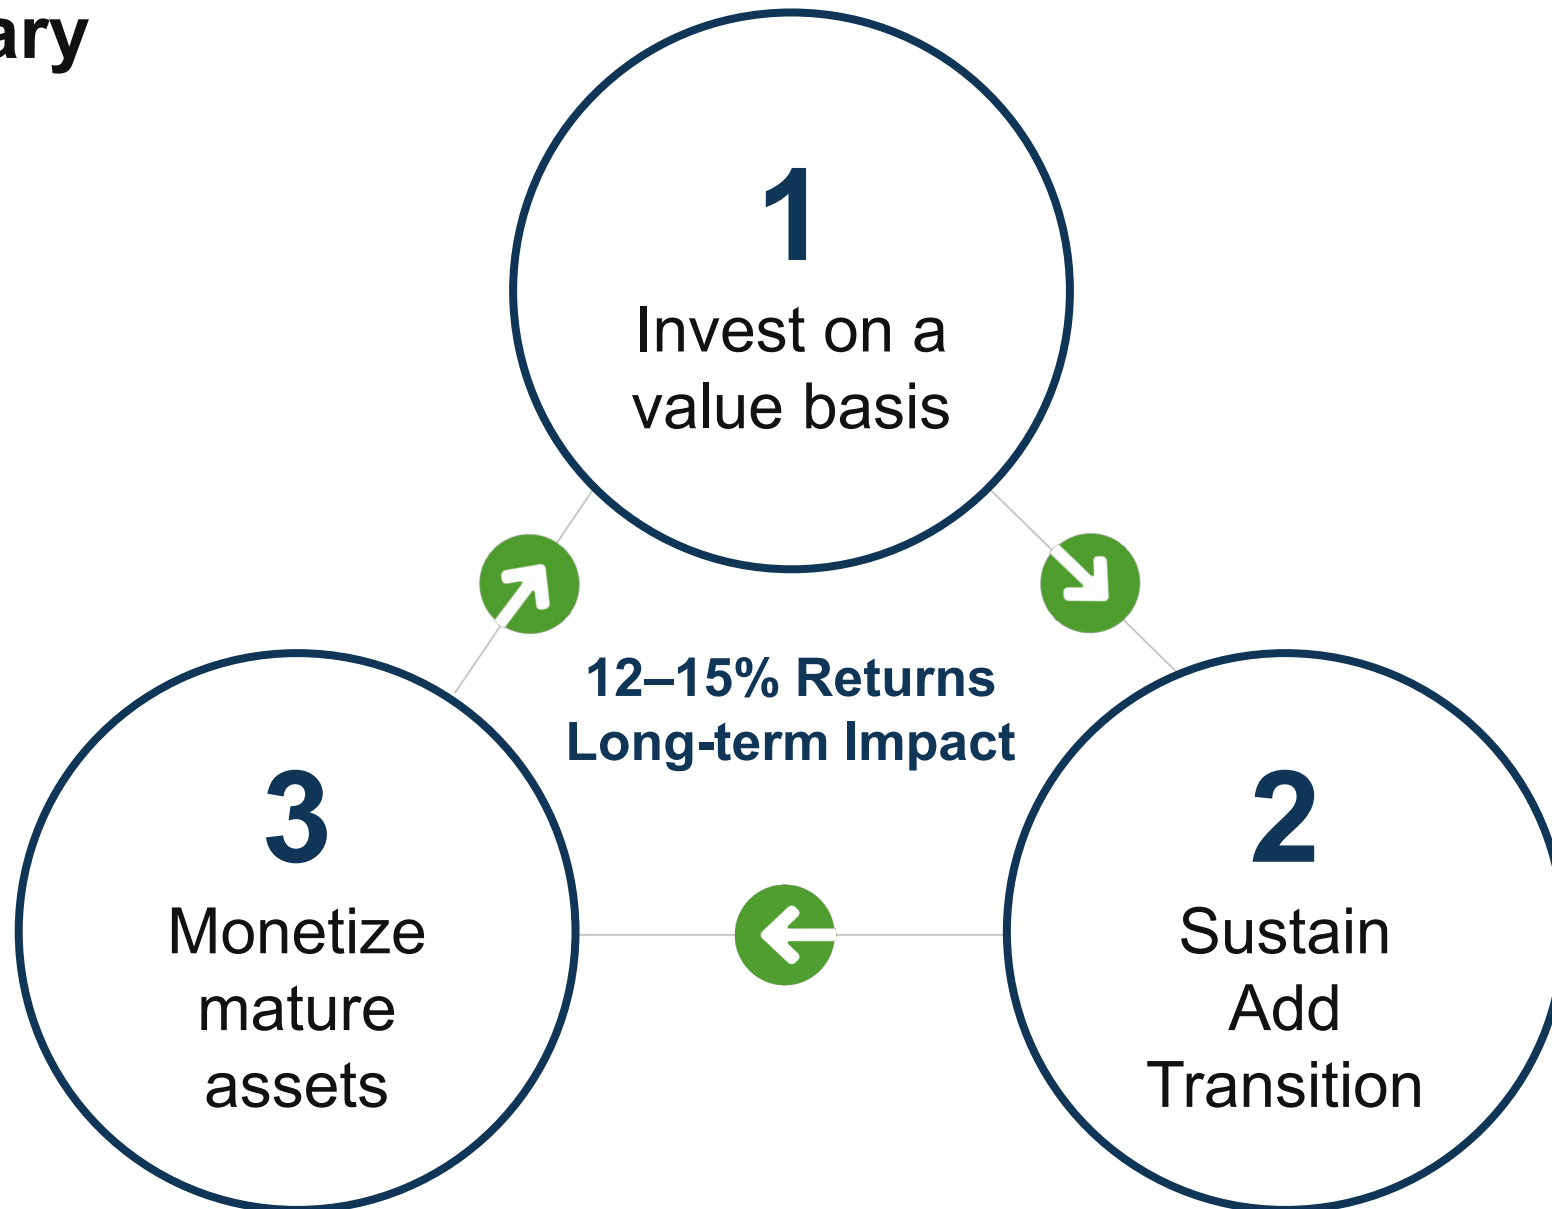 ary
1
Invest on a
value basis
12–15% Returns
Long-term Impact
2
Sustain
Add
Transition
3
Monetize
mature
assets